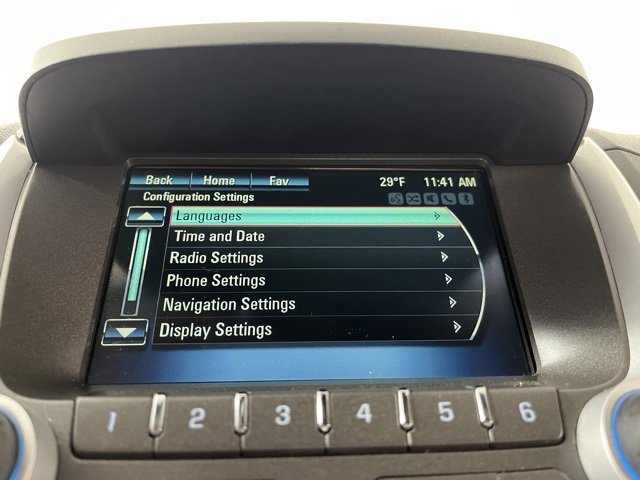 Back Home Fav 29°F 11:41 AM
Configuration Settings
Languages
Time and Date
Radio Settings
Phone Settings
Navigation Settings
Display Settings
1 2 3 4 5 6